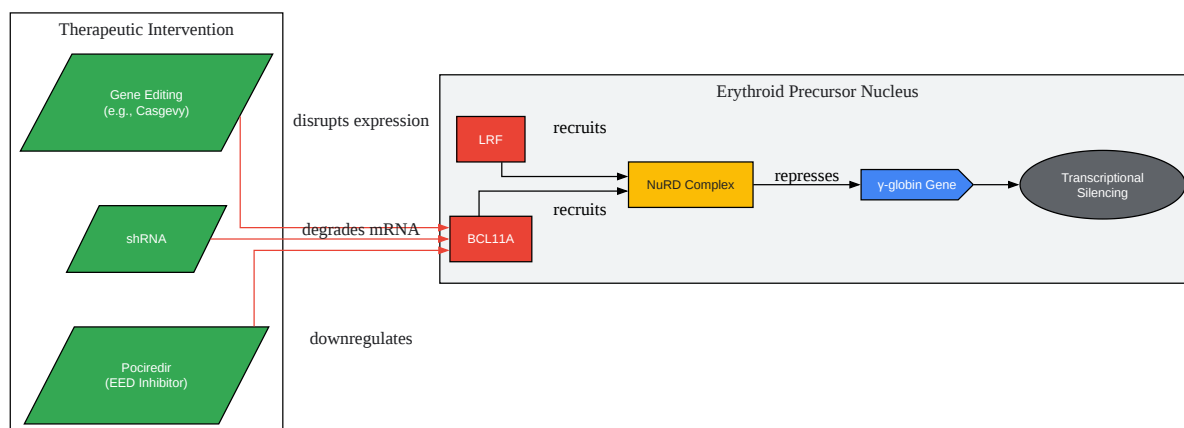 Therapeutic Intervention
Gene Editing
(e.g., Casgevy)
disrupts expression
shRNA
degrades mRNA
Pociredir
(EED Inhibitor)
downregulates
Erythroid Precursor Nucleus
LRF
recruits
BCL11A
recruits
NuRD Complex
represses
γ-globin Gene
Transcriptional
Silencing